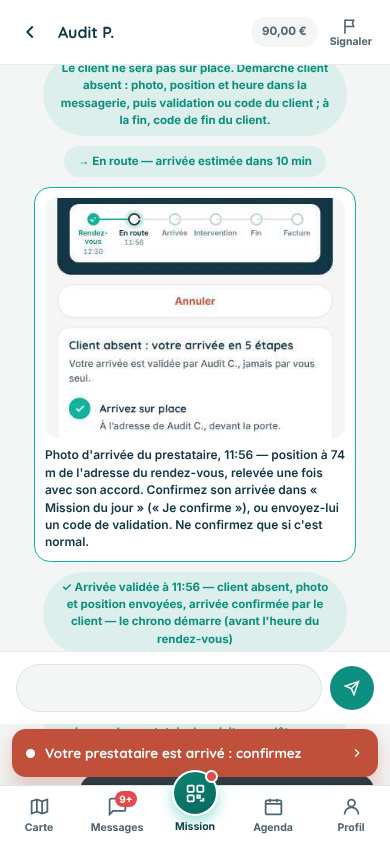 Audit P.
90,00 €
Signaler
Le client ne sera pas sur place. Démarche client
absent : photo, position et heure dans la
messagerie, puis validation ou code du client ; à
la fin, code de fin du client.
→ En route — arrivée estimée dans 10 min
Rendez-
vous
12:30
En route
11:56
Arrivée
Intervention
Fin
Facture
Annuler
Client absent : votre arrivée en 5 étapes
Votre arrivée est validée par Audit C., jamais par vous
seul.
Arrivez sur place
À l'adresse de Audit C., devant la porte.
Photo d'arrivée du prestataire, 11:56 — position à 74
m de l'adresse du rendez-vous, relevée une fois
avec son accord. Confirmez son arrivée dans «
Mission du jour » (« Je confirme »), ou envoyez-lui
un code de validation. Ne confirmez que si c'est
normal.
✓ Arrivée validée à 11:56 — client absent, photo
et position envoyées, arrivée confirmée par le
client — le chrono démarre (avant l'heure du
rendez-vous)
Votre prestataire est arrivé : confirmez
9+
Carte
Messages
Mission
Agenda
Profil